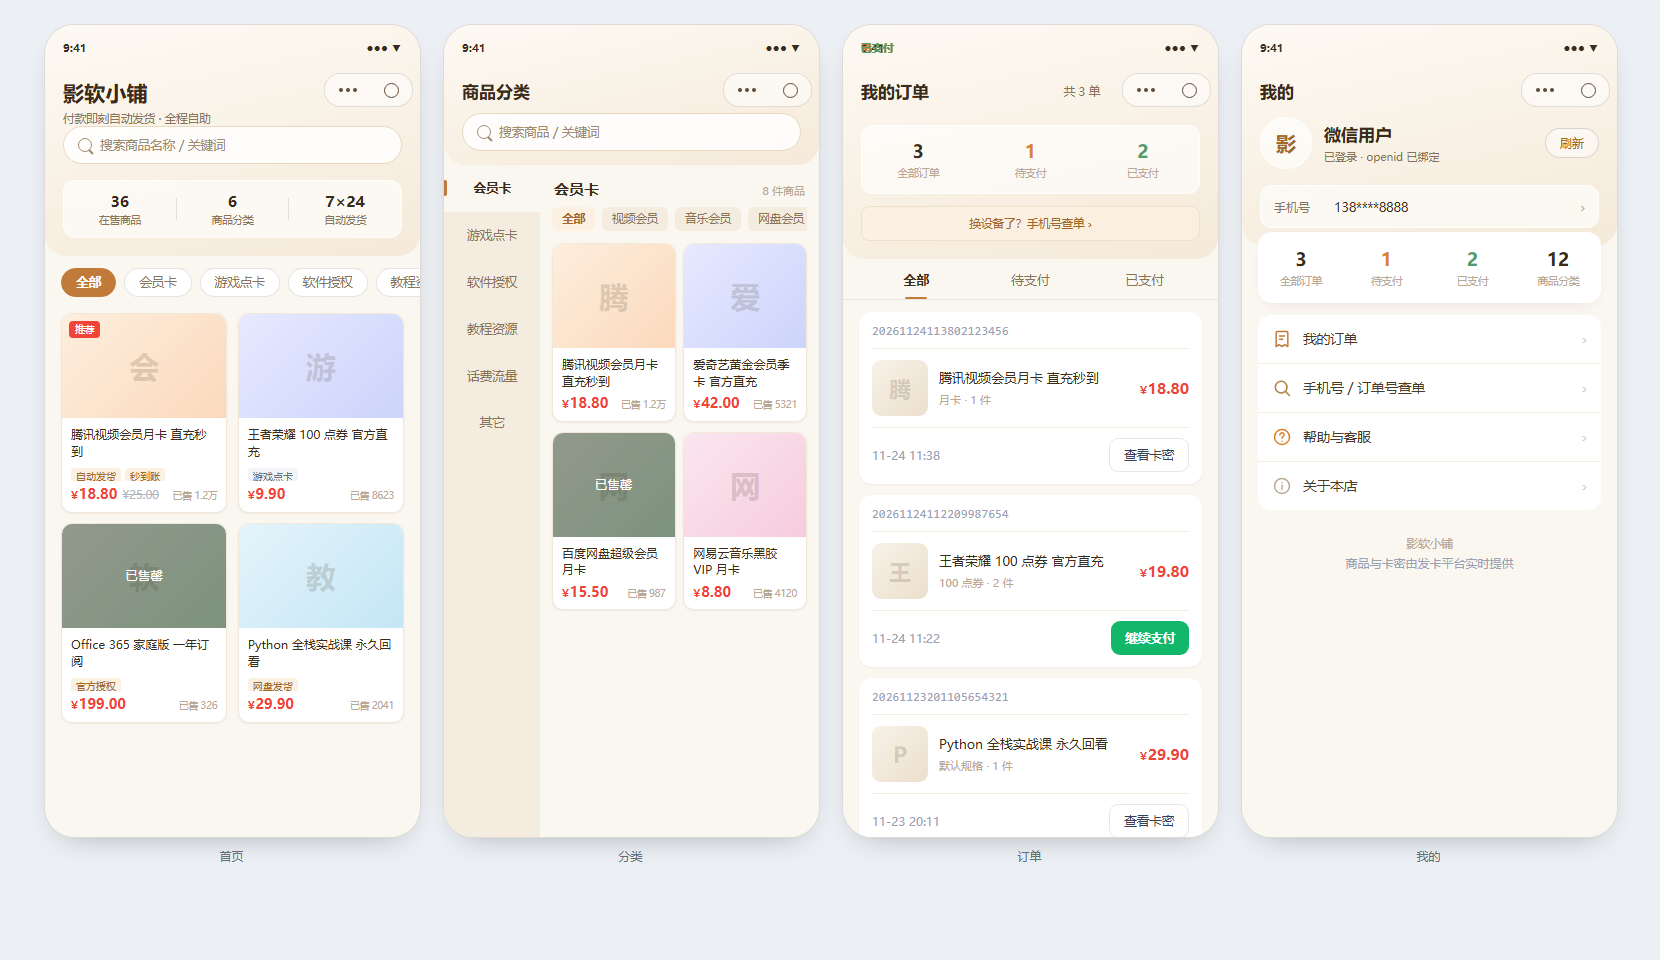 9:41
影软小铺
付款即刻自动发货 · 全程自助
搜索商品名称 / 关键词
36
在售商品
6
商品分类
7×24
自动发货
全部
会员卡
游戏点卡
软件授权
推荐
会
腾讯视频会员月卡 直充秒
到
自动发货 秒到账
¥18.80 ¥25.00 已售 1.2万
游
王者荣耀 100 点券 官方直
充
游戏点卡
¥9.90 已售 8623
已售罄
Office 365 家庭版 一年订
阅
官方授权
¥199.00 已售 326
教
Python 全栈实战课 永久回
看
网盘发货
¥29.90 已售 2041
首页
9:41
商品分类
搜索商品 / 关键词
会员卡
游戏点卡
软件授权
教程资源
话费流量
其它
会员卡 8 件商品
全部 视频会员 音乐会员 网盘会员
腾
腾讯视频会员月卡
直充秒到
¥18.80 已售 1.2万
爱
爱奇艺黄金会员季
卡 官方直充
¥42.00 已售 5321
已售罄
百度网盘超级会员
月卡
¥15.50 已售 987
网
网易云音乐黑胶
VIP 月卡
¥8.80 已售 4120
分类
我的订单 共 3 单
3
全部订单
1
待支付
2
已支付
换设备了？手机号查单 ›
全部 待支付 已支付
20261124113802123456
腾
腾讯视频会员月卡 直充秒到
月卡 · 1 件
¥18.80
11-24 11:38 查看卡密
20261124112209987654
王
王者荣耀 100 点券 官方直充
100 点券 · 2 件
¥19.80
11-24 11:22 继续支付
20261123201105654321
P
Python 全栈实战课 永久回看
默认规格 · 1 件
¥29.90
11-23 20:11 查看卡密
订单
9:41
我的
影
微信用户
已登录 · openid 已绑定
刷新
手机号 138****8888 ›
3
全部订单
1
待支付
2
已支付
12
商品分类
我的订单 ›
手机号 / 订单号查单 ›
帮助与客服 ›
关于本店 ›
影软小铺
商品与卡密由发卡平台实时提供
我的